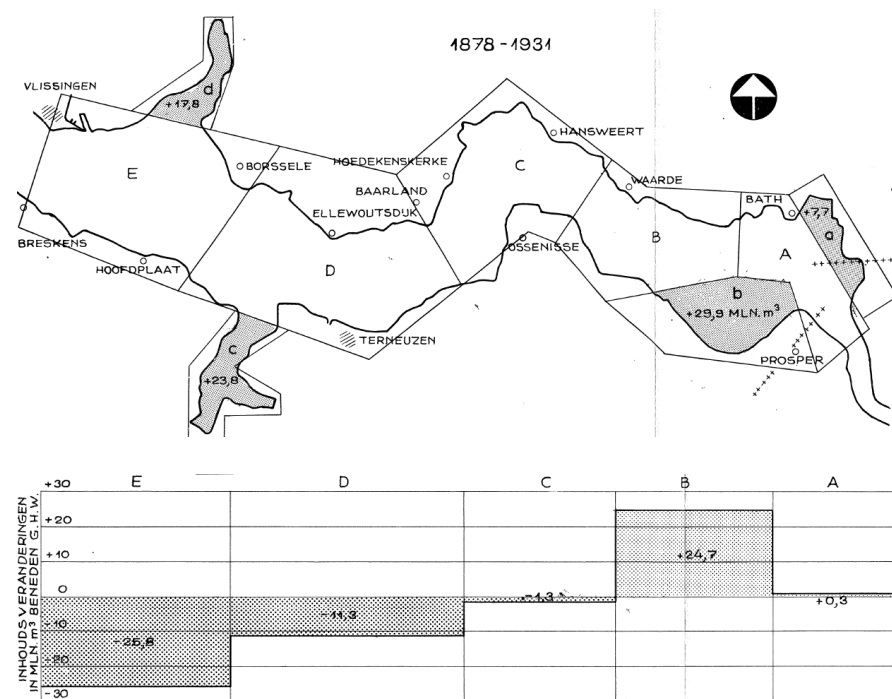 1878 - 1931
VLISSINGEN
d
+17,8
E
BORSSELE
HOEDEKENSKERKE
BAARLAND
ELLEWOUTSDIJK
C
HANSWEERT
WAARDE
BATH
+7,7
a
A
B
BRESKENS
HOOFDPLAAT
D
OSSENISSE
b
+29,9 MLN. m³
PROSPER
TERNEUZEN
c
+23,8
E D C B A
INHOUDSVERANDERINGEN
IN MLN. m³ BENEDEN G.H.W.
+30
+20
+10
0
-10
-20
-30
-25,8
-11,3
-1,3
+24,7
+0,3